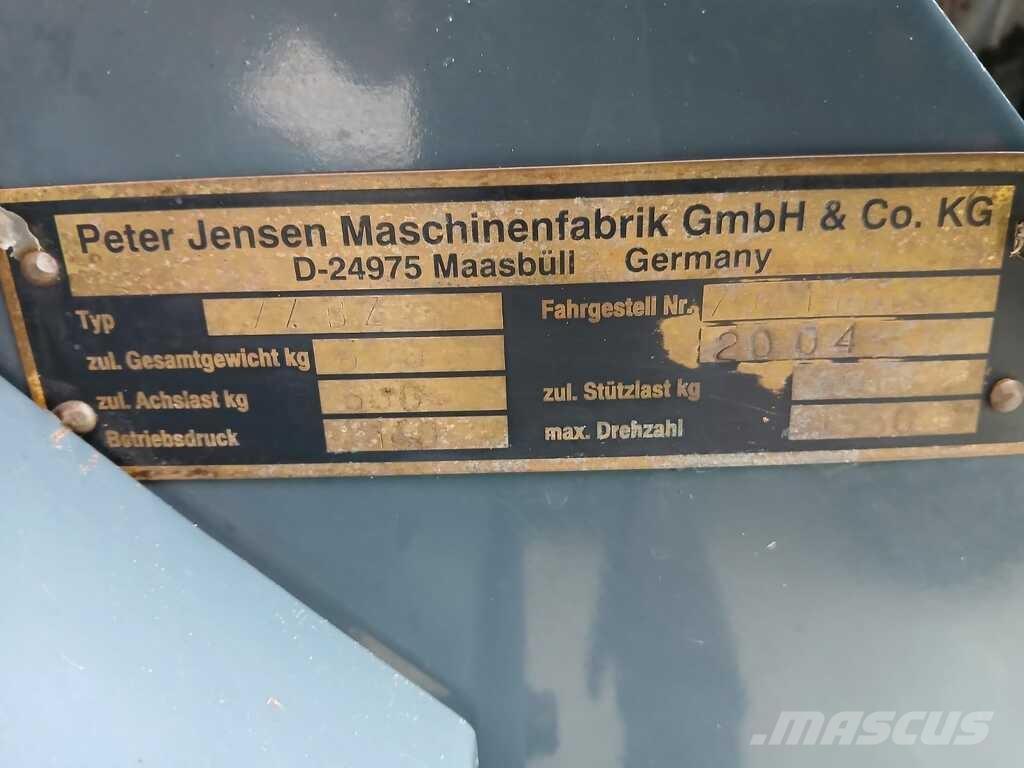 Peter Jensen Maschinenfabrik GmbH & Co. KG
D-24975 Maasbüll Germany
Typ
Fahrgestell Nr.
2004
zul. Gesamtgewicht kg
zul. Achslast kg
zul. Stützlast kg
Betriebsdruck
max. Drehzahl
MASCUS